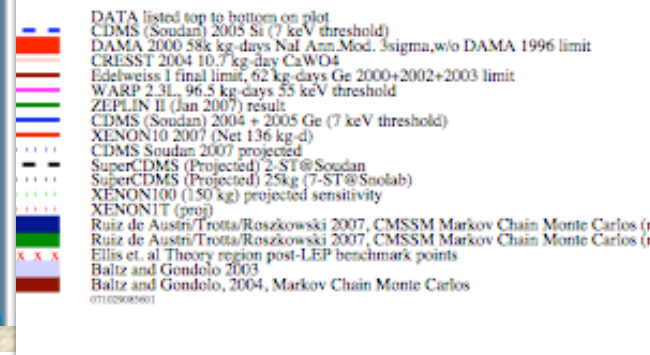 DATA listed top to bottom on plot
CDMS (Soudan) 2005 Si (7 keV threshold)
DAMA 2000 58k kg-days NaI Ann.Mod. 3sigma,w/o DAMA 1996 limit
CRESST 2004 10.7 kg-day CaWO4
Edelweiss I final limit, 62 kg-days Ge 2000+2002+2003 limit
WARP 2.3L, 96.5 kg-days 55 keV threshold
ZEPLIN II (Jan 2007) result
CDMS (Soudan) 2004 + 2005 Ge (7 keV threshold)
XENON10 2007 (Net 136 kg-d)
CDMS Soudan 2007 projected
SuperCDMS (Projected) 2-ST@Soudan
SuperCDMS (Projected) 25kg (7-ST@Snolab)
XENON100 (150 kg) projected sensitivity
XENON1T (proj)
Ruiz de Austri/Trotta/Roszkowski 2007, CMSSM Markov Chain Monte Carlos (
Ruiz de Austri/Trotta/Roszkowski 2007, CMSSM Markov Chain Monte Carlos (
x x x Ellis et. al Theory region post-LEP benchmark points
Baltz and Gondolo 2003
Baltz and Gondolo, 2004, Markov Chain Monte Carlos
071029085601